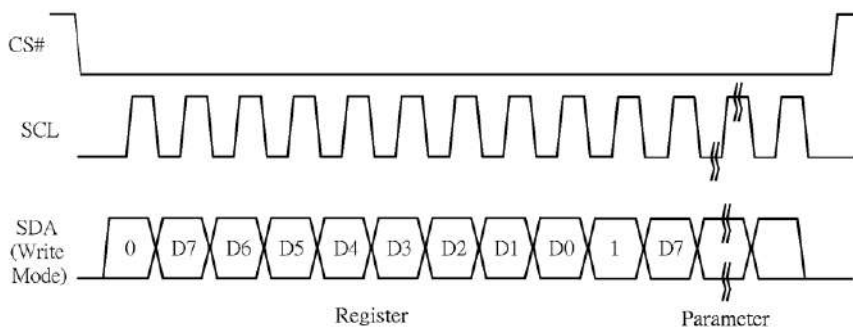 CS#
SCL
SDA
(Write
Mode)
0 D7 D6 D5 D4 D3 D2 D1 D0 1 D7
Register Parameter